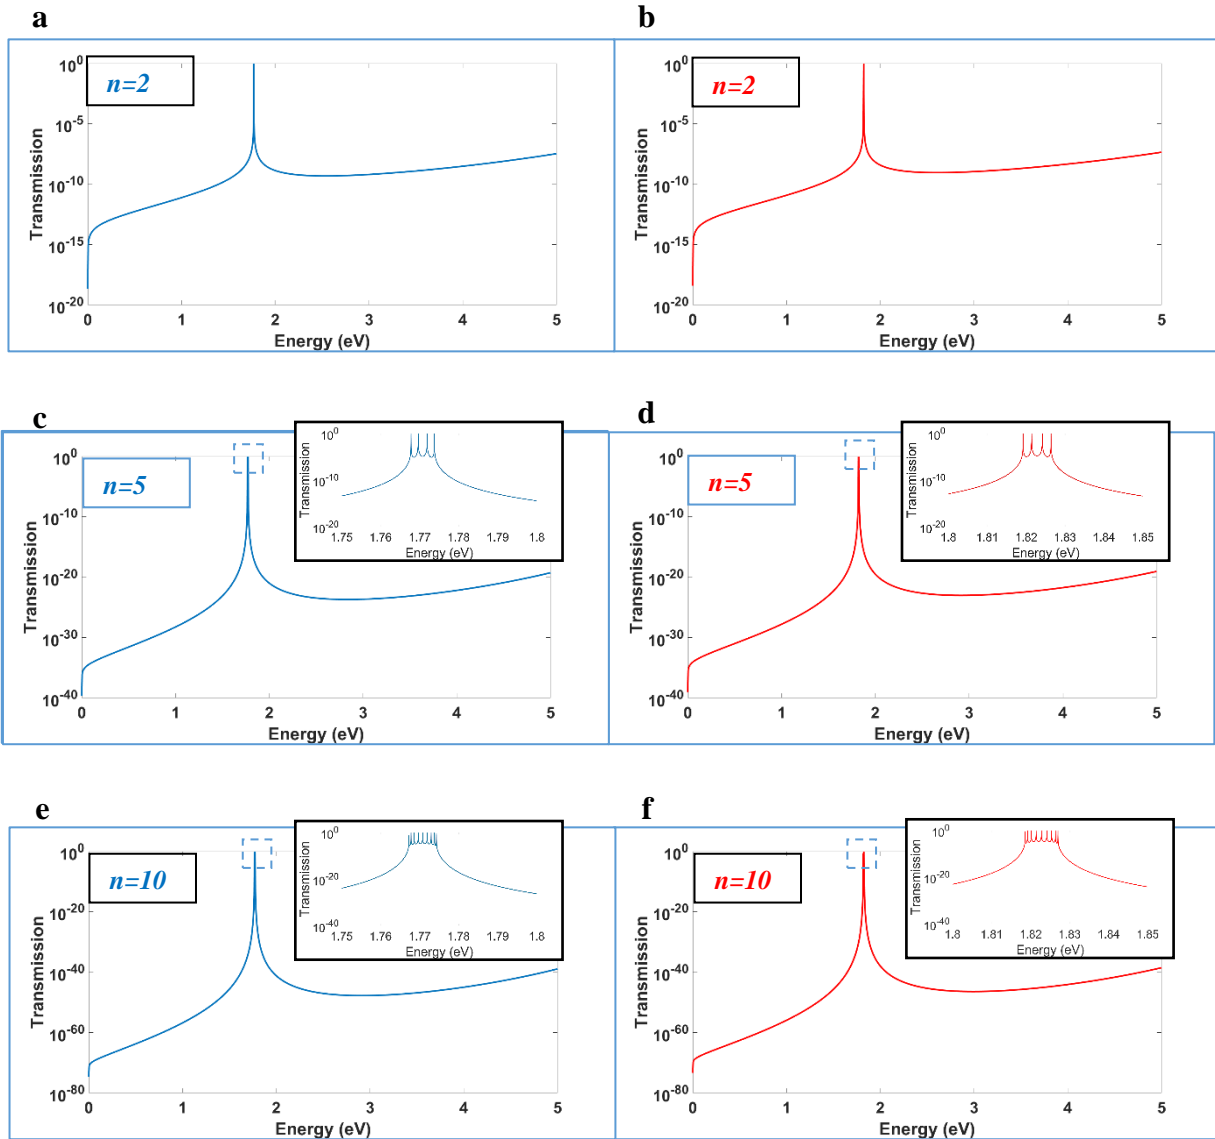 a
b
n=2
10^0
10^-5
10^-10
10^-15
10^-20
Transmission
0 1 2 3 4 5
Energy (eV)
n=2
10^0
10^-5
10^-10
10^-15
10^-20
Transmission
0 1 2 3 4 5
Energy (eV)
c
d
n=5
10^0
10^-10
10^-20
10^-30
10^-40
Transmission
0 1 2 3 4 5
Energy (eV)
10^0
10^-10
10^-20
Transmission
1.75 1.76 1.77 1.78 1.79 1.8
Energy (eV)
n=5
10^0
10^-10
10^-20
10^-30
10^-40
Transmission
0 1 2 3 4 5
Energy (eV)
10^0
10^-10
10^-20
Transmission
1.8 1.81 1.82 1.83 1.84 1.85
Energy (eV)
e
f
n=10
10^0
10^-20
10^-40
10^-60
10^-80
Transmission
0 1 2 3 4 5
Energy (eV)
10^0
10^-20
10^-40
Transmission
1.75 1.76 1.77 1.78 1.79 1.8
Energy (eV)
n=10
10^0
10^-20
10^-40
10^-60
10^-80
Transmission
0 1 2 3 4 5
Energy (eV)
10^0
10^-20
10^-40
Transmission
1.8 1.81 1.82 1.83 1.84 1.85
Energy (eV)